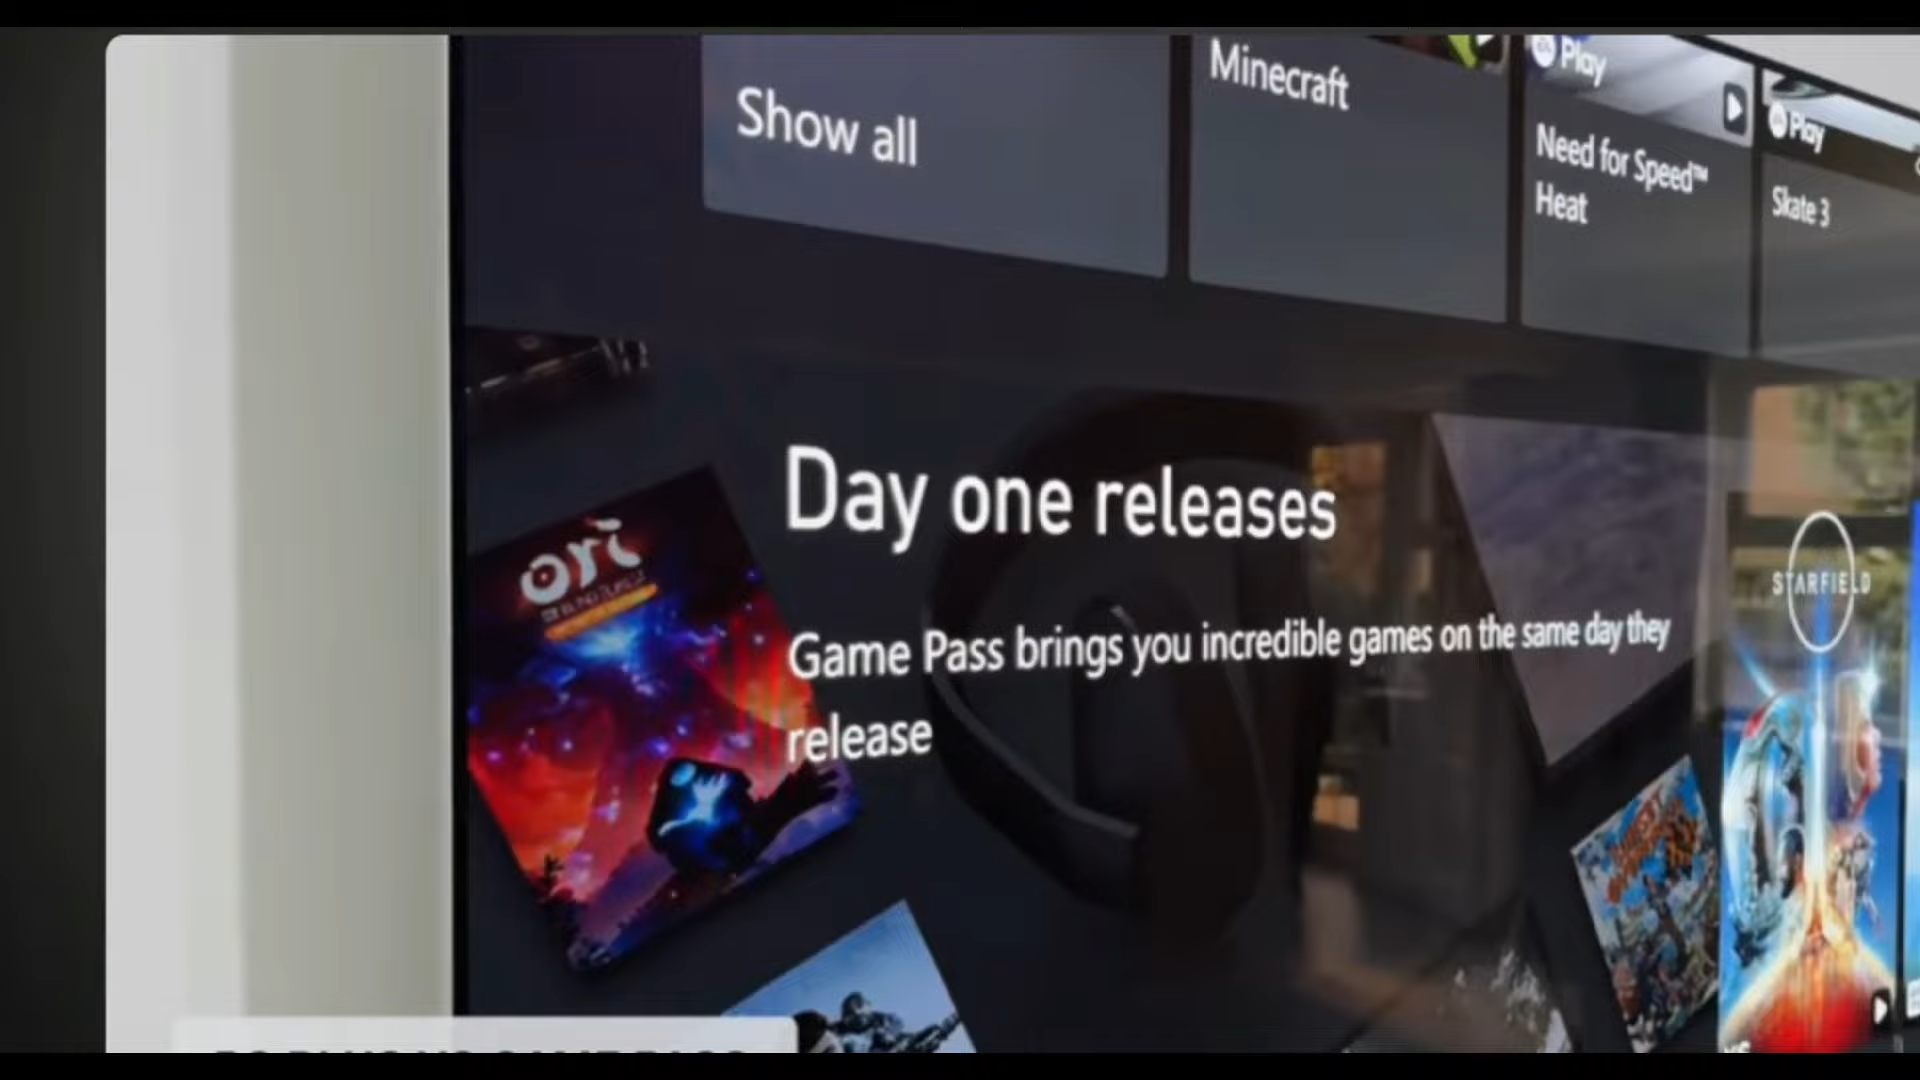 Show all
Minecraft
Play
Need for Speed™
Heat
Play
Skate 3
Day one releases
Game Pass brings you incredible games on the same day they
release
ori
STARFIELD